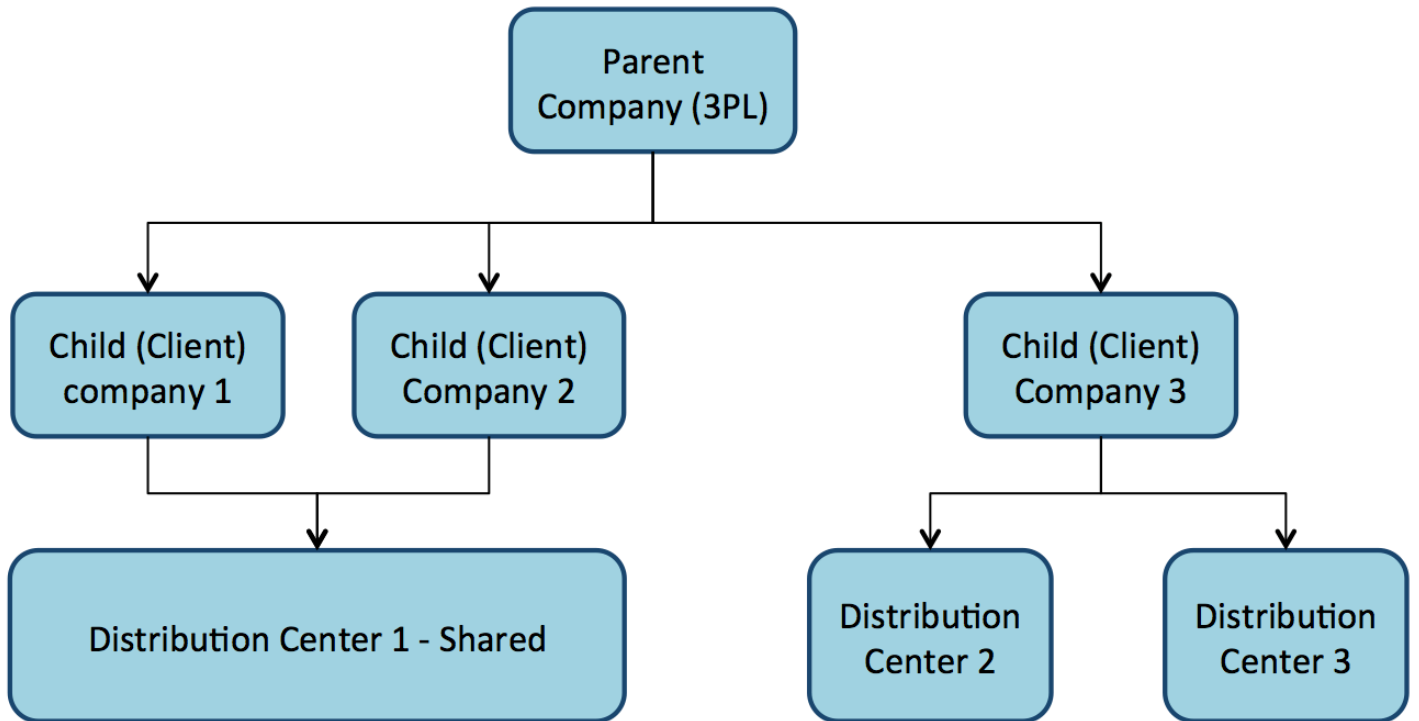 Parent
Company (3PL)
Child (Client)
company 1
Child (Client)
Company 2
Child (Client)
Company 3
Distribution Center 1 - Shared
Distribution
Center 2
Distribution
Center 3